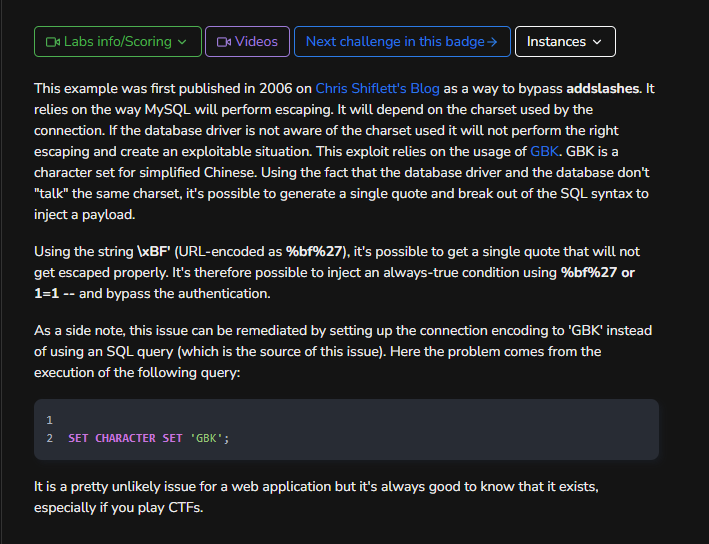 Labs info/Scoring
Videos
Next challenge in this badge→
Instances
This example was first published in 2006 on Chris Shiflett's Blog as a way to bypass addslashes. It
relies on the way MySQL will perform escaping. It will depend on the charset used by the
connection. If the database driver is not aware of the charset used it will not perform the right
escaping and create an exploitable situation. This exploit relies on the usage of GBK. GBK is a
character set for simplified Chinese. Using the fact that the database driver and the database don't
"talk" the same charset, it's possible to generate a single quote and break out of the SQL syntax to
inject a payload.
Using the string \xBF' (URL-encoded as %bf%27), it's possible to get a single quote that will not
get escaped properly. It's therefore possible to inject an always-true condition using %bf%27 or
1=1 -- and bypass the authentication.
As a side note, this issue can be remediated by setting up the connection encoding to 'GBK' instead
of using an SQL query (which is the source of this issue). Here the problem comes from the
execution of the following query:
1
2 SET CHARACTER SET 'GBK';
It is a pretty unlikely issue for a web application but it's always good to know that it exists,
especially if you play CTFs.